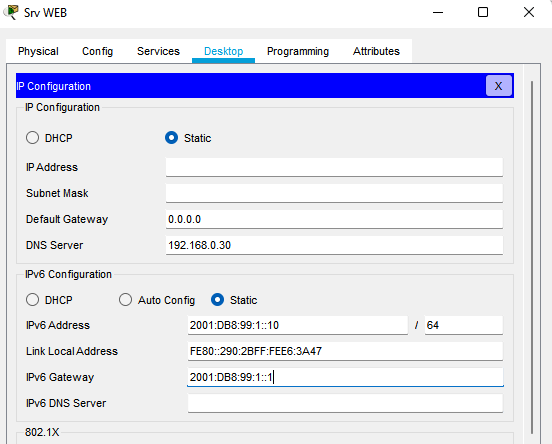 Srv WEB
Physical Config Services Desktop Programming Attributes
IP Configuration X
IP Configuration
DHCP Static
IP Address
Subnet Mask
Default Gateway 0.0.0.0
DNS Server 192.168.0.30
IPv6 Configuration
DHCP Auto Config Static
IPv6 Address 2001:DB8:99:1::10 / 64
Link Local Address FE80::290:2BFF:FEE6:3A47
IPv6 Gateway 2001:DB8:99:1::1
IPv6 DNS Server
802.1X